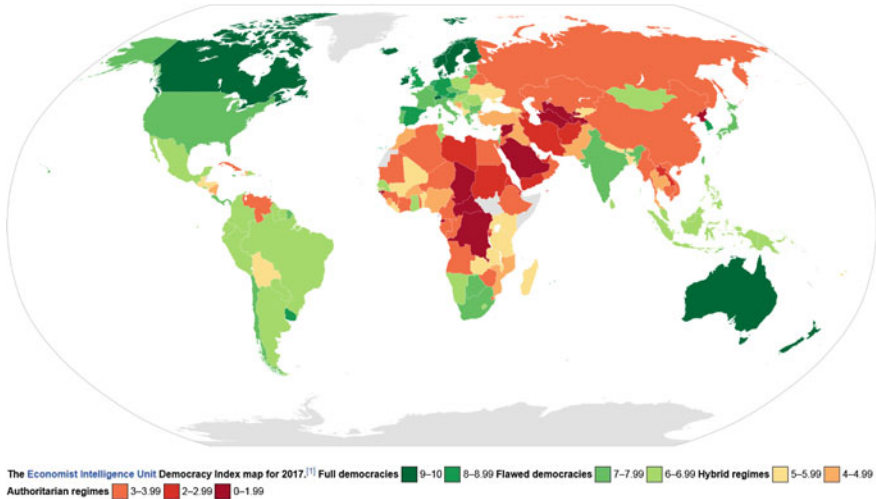 The Economist Intelligence Unit Democracy Index map for 2017.[1] Full democracies 9–10 8–8.99 Flawed democracies 7–7.99 6–6.99 Hybrid regimes 5–5.99 4–4.99
Authoritarian regimes 3–3.99 2–2.99 0–1.99